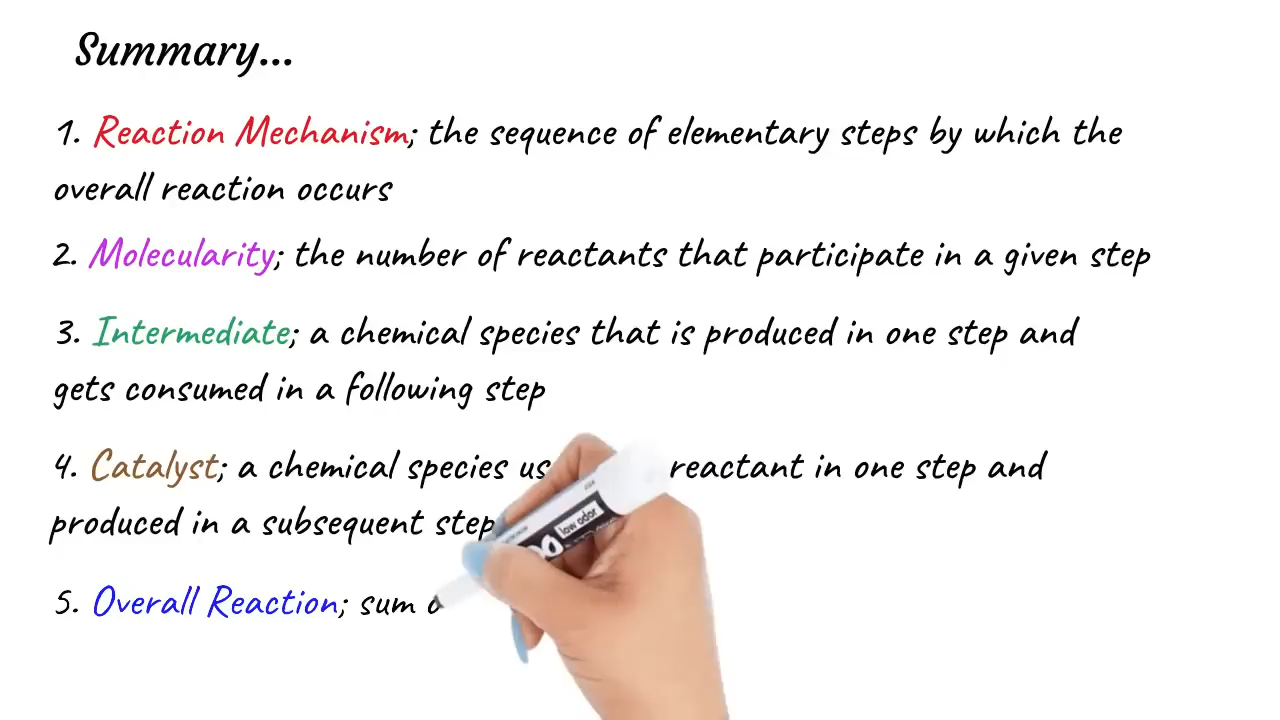 Summary...
1. Reaction Mechanism; the sequence of elementary steps by which the
overall reaction occurs
2. Molecularity; the number of reactants that participate in a given step
3. Intermediate; a chemical species that is produced in one step and
gets consumed in a following step
4. Catalyst; a chemical species us reactant in one step and
produced in a subsequent step
low odor
5. Overall Reaction; sum o